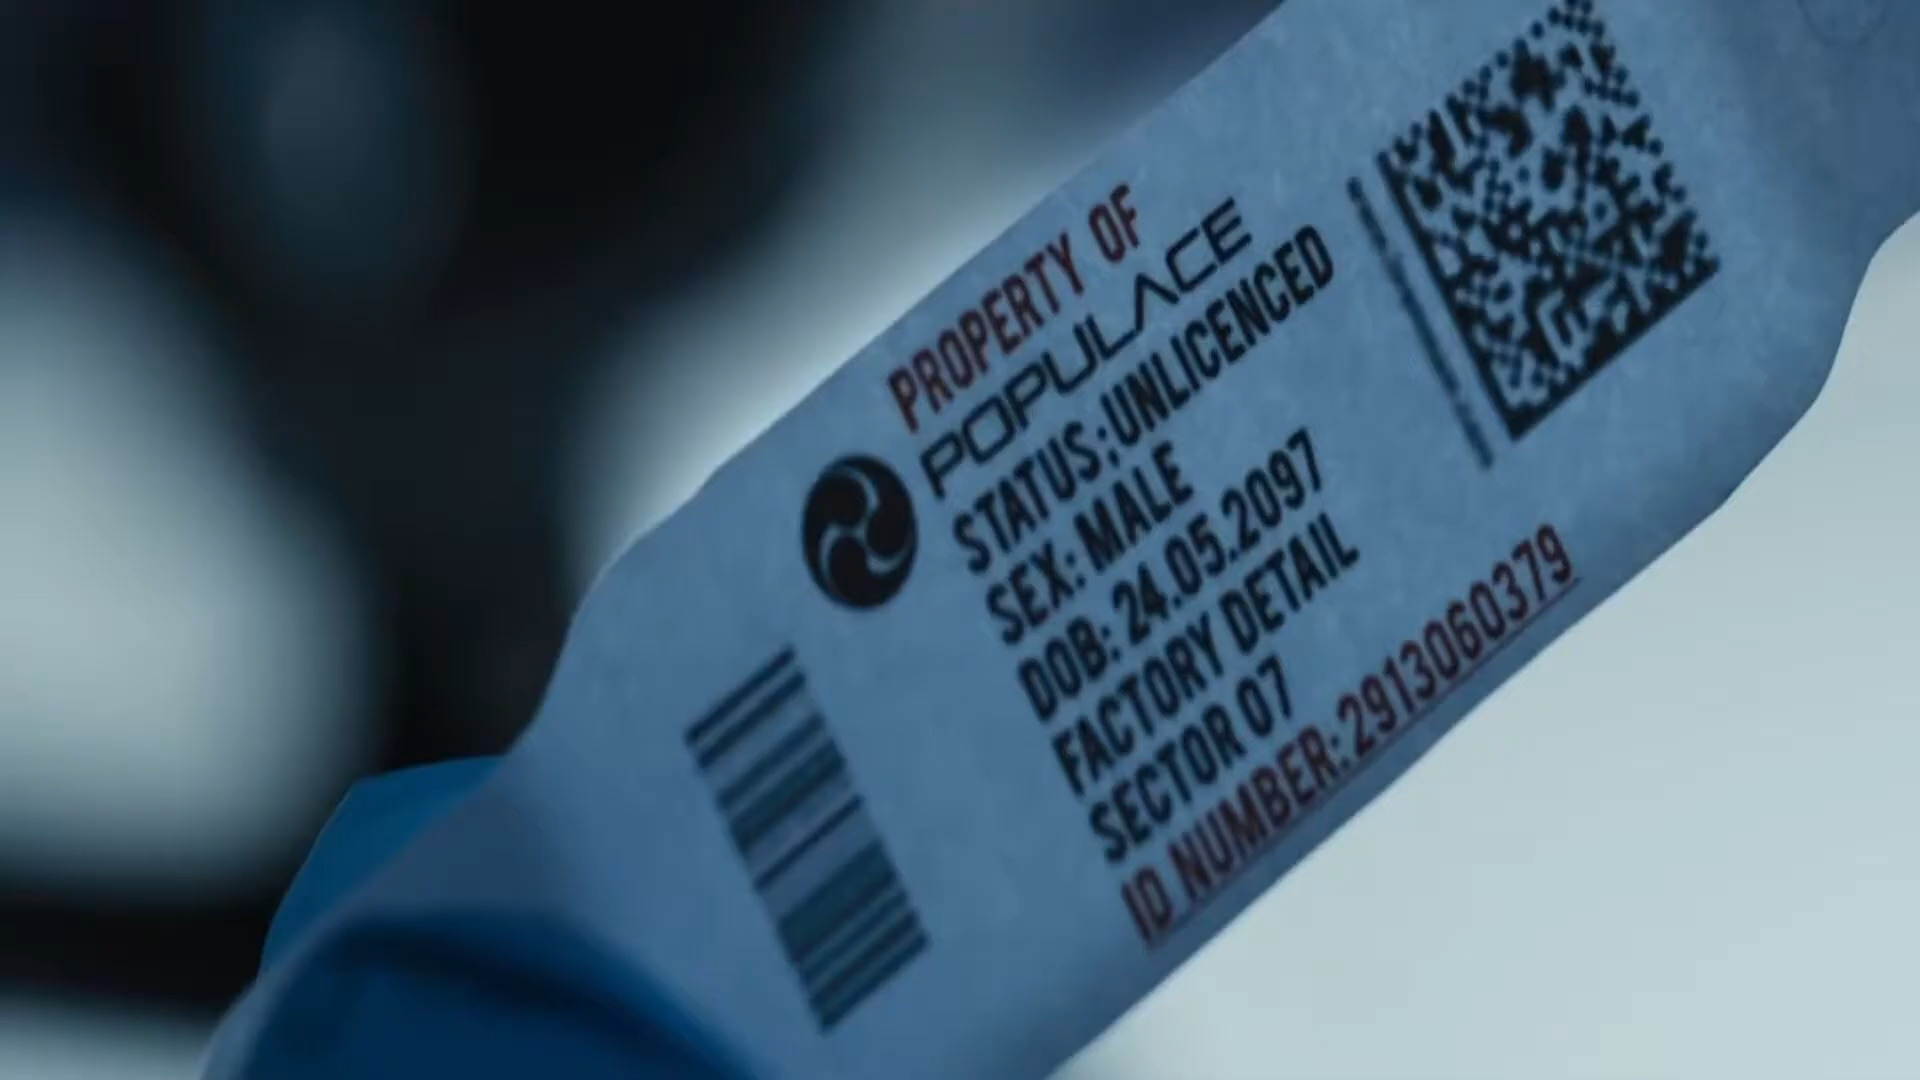 PROPERTY OF
POPULACE
STATUS: UNLICENCED
SEX: MALE
DOB: 24.05.2097
FACTORY DETAIL
SECTOR 07
ID NUMBER: 2913060379